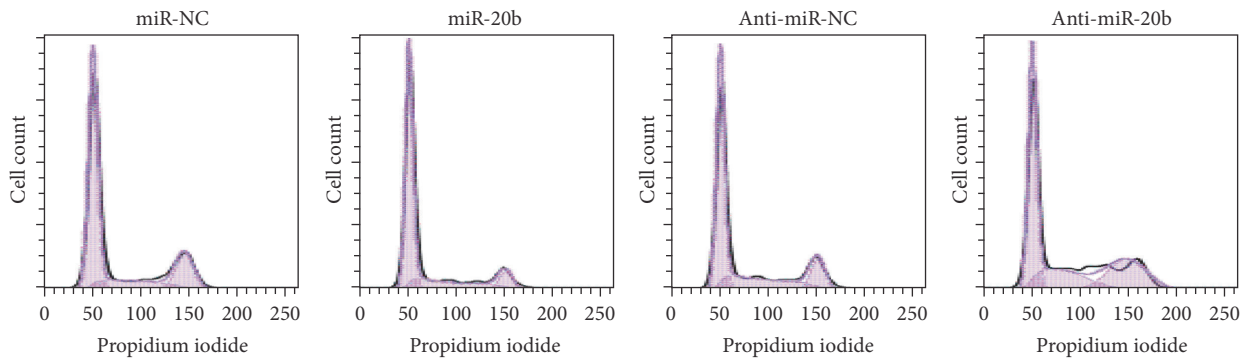 miR-NC
miR-20b
Anti-miR-NC
Anti-miR-20b
Cell count
Cell count
Cell count
Cell count
0 50 100 150 200 250
0 50 100 150 200 250
0 50 100 150 200 250
0 50 100 150 200 250
Propidium iodide
Propidium iodide
Propidium iodide
Propidium iodide